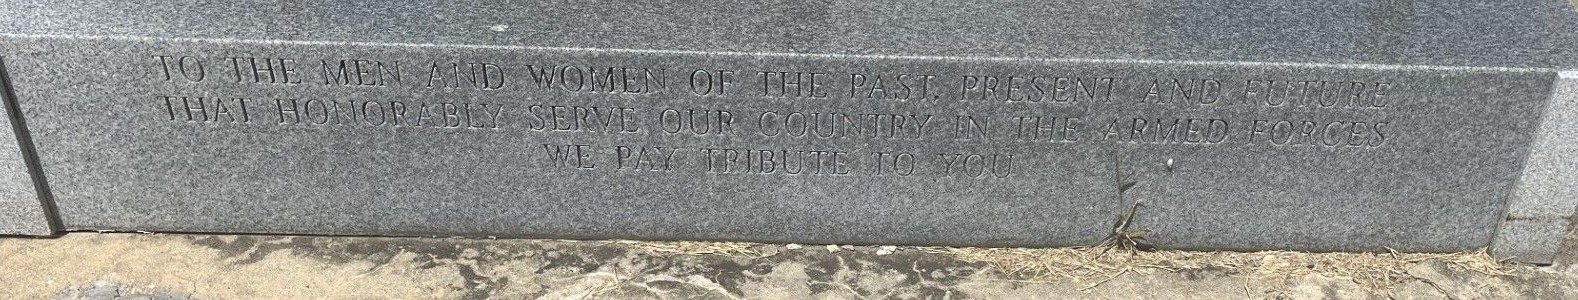 TO THE MEN AND WOMEN OF THE PAST, PRESENT AND FUTURE
THAT HONORABLY SERVE OUR COUNTRY IN THE ARMED FORCES
WE PAY TRIBUTE TO YOU